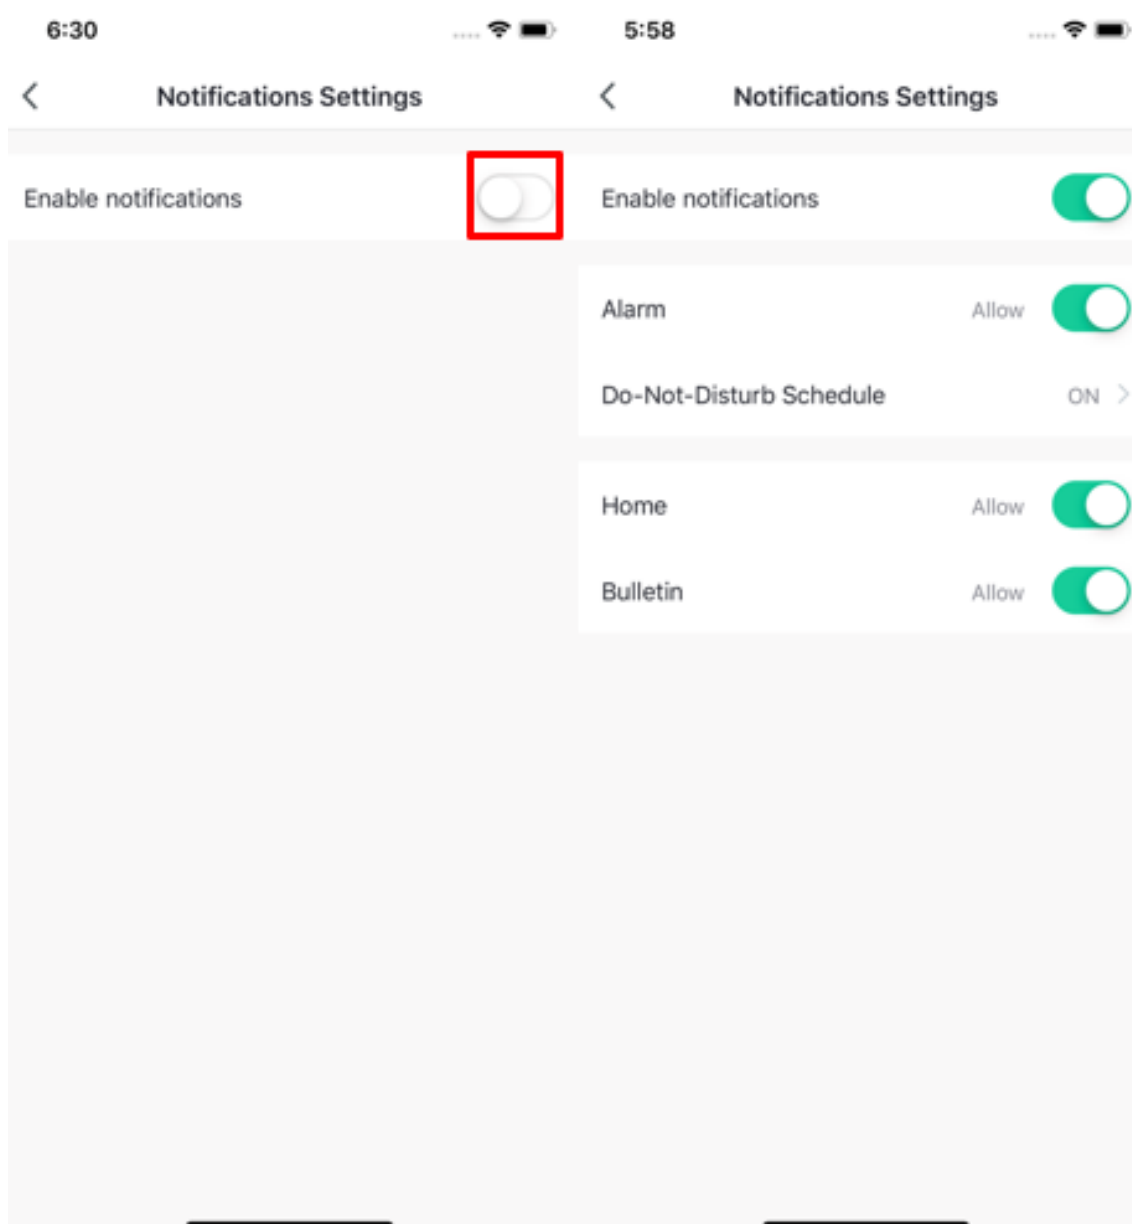 6:30
Notifications Settings
Enable notifications
5:58
Notifications Settings
Enable notifications
Alarm Allow
Do-Not-Disturb Schedule ON
Home Allow
Bulletin Allow